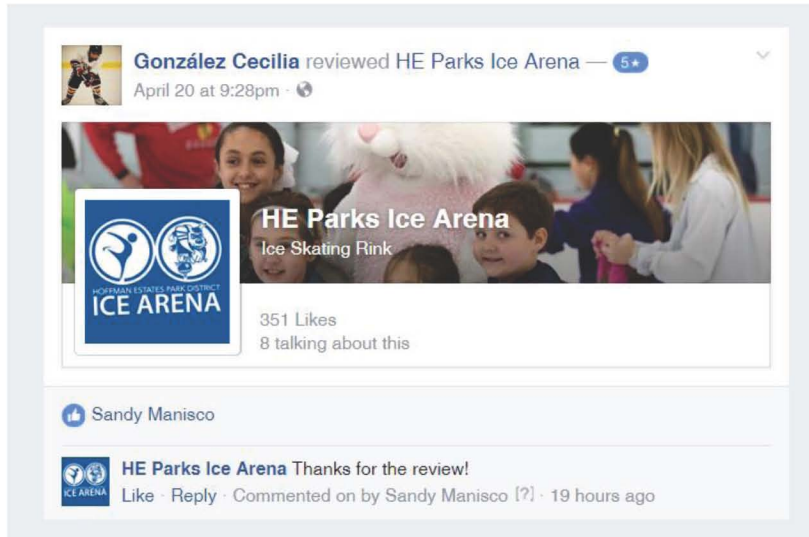 González Cecilia reviewed HE Parks Ice Arena — 5★
April 20 at 9:28pm ·
HE Parks Ice Arena
Ice Skating Rink
HOFFMAN ESTATES PARK DISTRICT
ICE ARENA
351 Likes
8 talking about this
Sandy Manisco
ICE ARENA
HE Parks Ice Arena Thanks for the review!
Like · Reply · Commented on by Sandy Manisco [?] · 19 hours ago